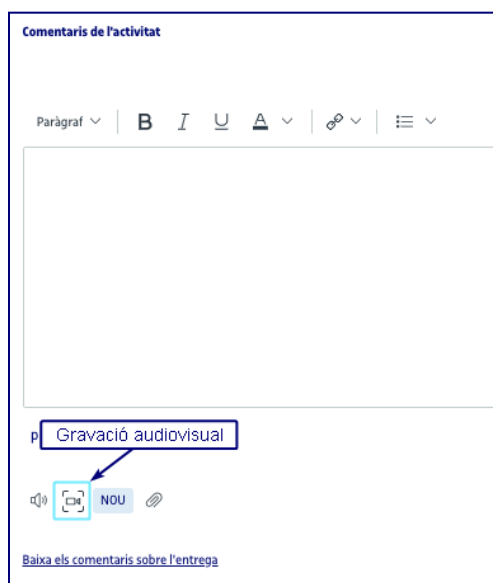 Comentaris de l'activitat
Paràgraf B I U A
p Gravació audiovisual
NOU
Baixa els comentaris sobre l'entrega